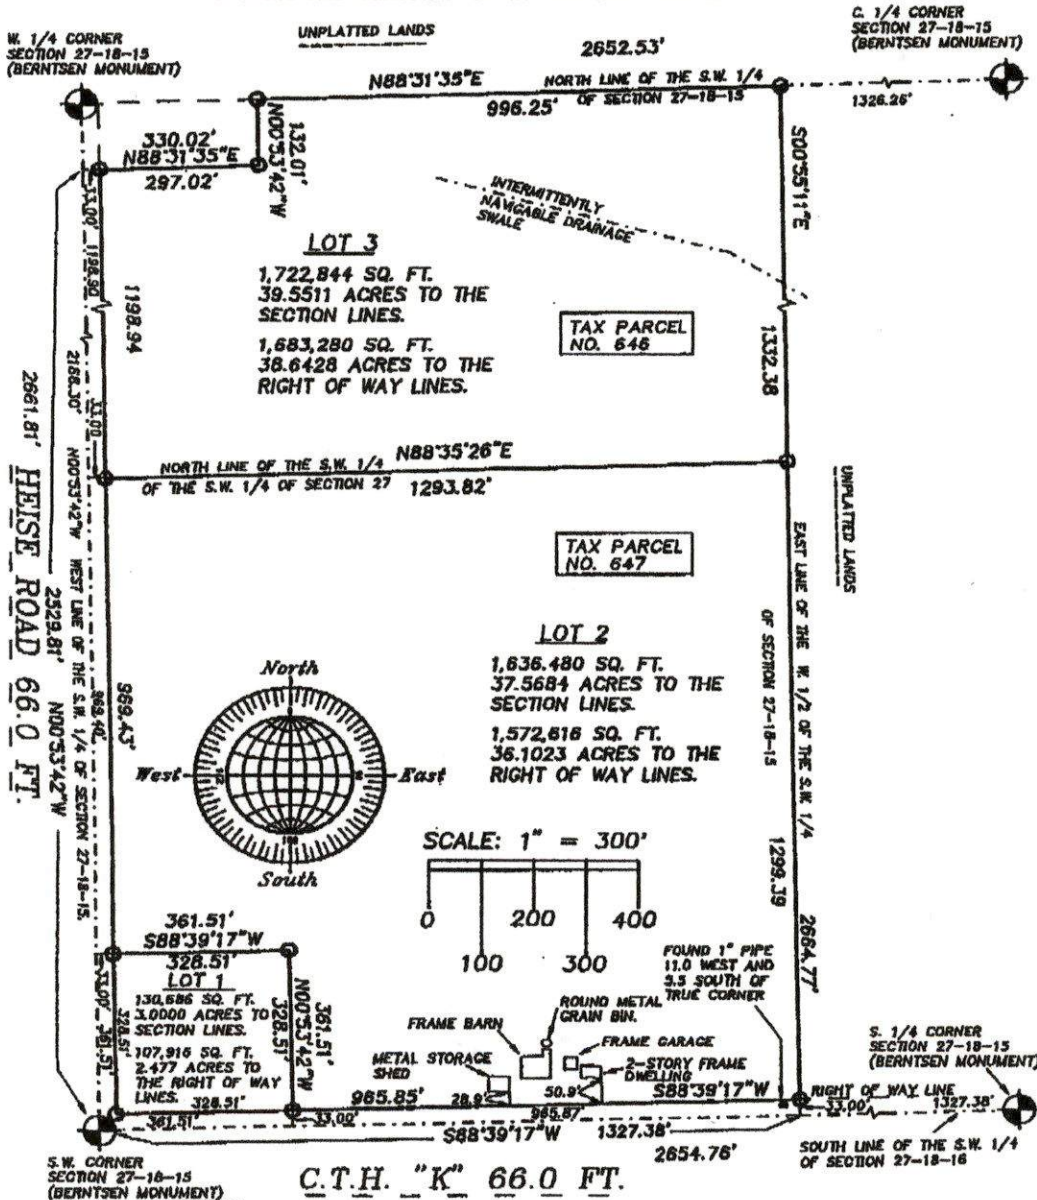 UNPLATTED LANDS
C. 1/4 CORNER
SECTION 27-18-15
(BERNTSEN MONUMENT)
W. 1/4 CORNER
SECTION 27-18-15
(BERNTSEN MONUMENT)
2652.53'
N88°31'35"E
NORTH LINE OF THE S.W. 1/4
OF SECTION 27-18-15
996.25'
1326.26'
330.02'
N88°31'35"E
297.02'
132.01'
N00°53'42"W
S00°55'11"E
INTERMITTENTLY
NAVIGABLE DRAINAGE
SWALE
33.00'
1198.90
1198.94
LOT 3
1,722,844 SQ. FT.
39.5511 ACRES TO THE
SECTION LINES.
1,683,280 SQ. FT.
38.6428 ACRES TO THE
RIGHT OF WAY LINES.
TAX PARCEL
NO. 646
1332.38
2168.30'
33.00
N88°35'26"E
NORTH LINE OF THE S.W. 1/4
OF THE S.W. 1/4 OF SECTION 27
1293.82'
UNPLATTED LANDS
TAX PARCEL
NO. 647
2661.81'
HEISE ROAD 66.0 FT.
2529.81'
N00°53'42"W
N00°53'42"W WEST LINE OF THE S.W. 1/4 OF SECTION 27-18-15.
969.40'
969.43'
EAST LINE OF THE W. 1/2 OF THE S.W. 1/4
OF SECTION 27-18-15
LOT 2
1,636.480 SQ. FT.
37.5684 ACRES TO THE
SECTION LINES.
1,572,616 SQ. FT.
36.1023 ACRES TO THE
RIGHT OF WAY LINES.
North
West
East
South
SCALE: 1" = 300'
0 200 400
100 300
1299.39
2664.77'
361.51'
S88°39'17"W
328.51'
LOT 1
130,686 SQ. FT.
3.0000 ACRES TO
SECTION LINES.
107,916 SQ. FT.
2.477 ACRES TO
THE RIGHT OF WAY
LINES.
33.00'
361.51'
328.51'
361.51'
328.51'
N00°53'42"W
FOUND 1" PIPE
11.0 WEST AND
3.5 SOUTH OF
TRUE CORNER
ROUND METAL
GRAIN BIN.
FRAME BARN
FRAME GARAGE
METAL STORAGE
SHED
2-STORY FRAME
DWELLING
28.9'
50.9'
S. 1/4 CORNER
SECTION 27-18-15
(BERNTSEN MONUMENT)
328.51'
361.51'
33.00'
965.85'
965.87'
S88°39'17"W
RIGHT OF WAY LINE
33.00'
1327.38'
S88°39'17"W
1327.38'
2654.76'
SOUTH LINE OF THE S.W. 1/4
OF SECTION 27-18-16
S.W. CORNER
SECTION 27-18-15
(BERNTSEN MONUMENT)
C.T.H. "K" 66.0 FT.